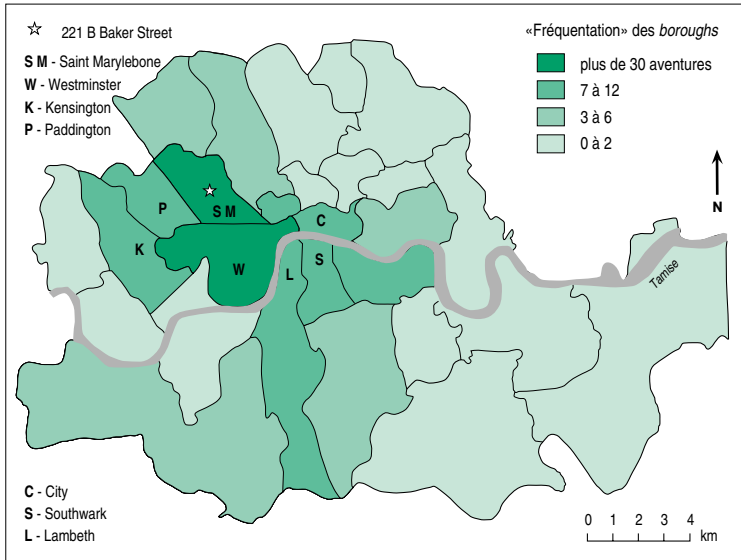 221 B Baker Street
S M - Saint Marylebone
W - Westminster
K - Kensington
P - Paddington
«Fréquentation» des boroughs
plus de 30 aventures
7 à 12
3 à 6
0 à 2
N
P
S M
K
W
C
S
L
Tamise
C - City
S - Southwark
L - Lambeth
0 1 2 3 4
km